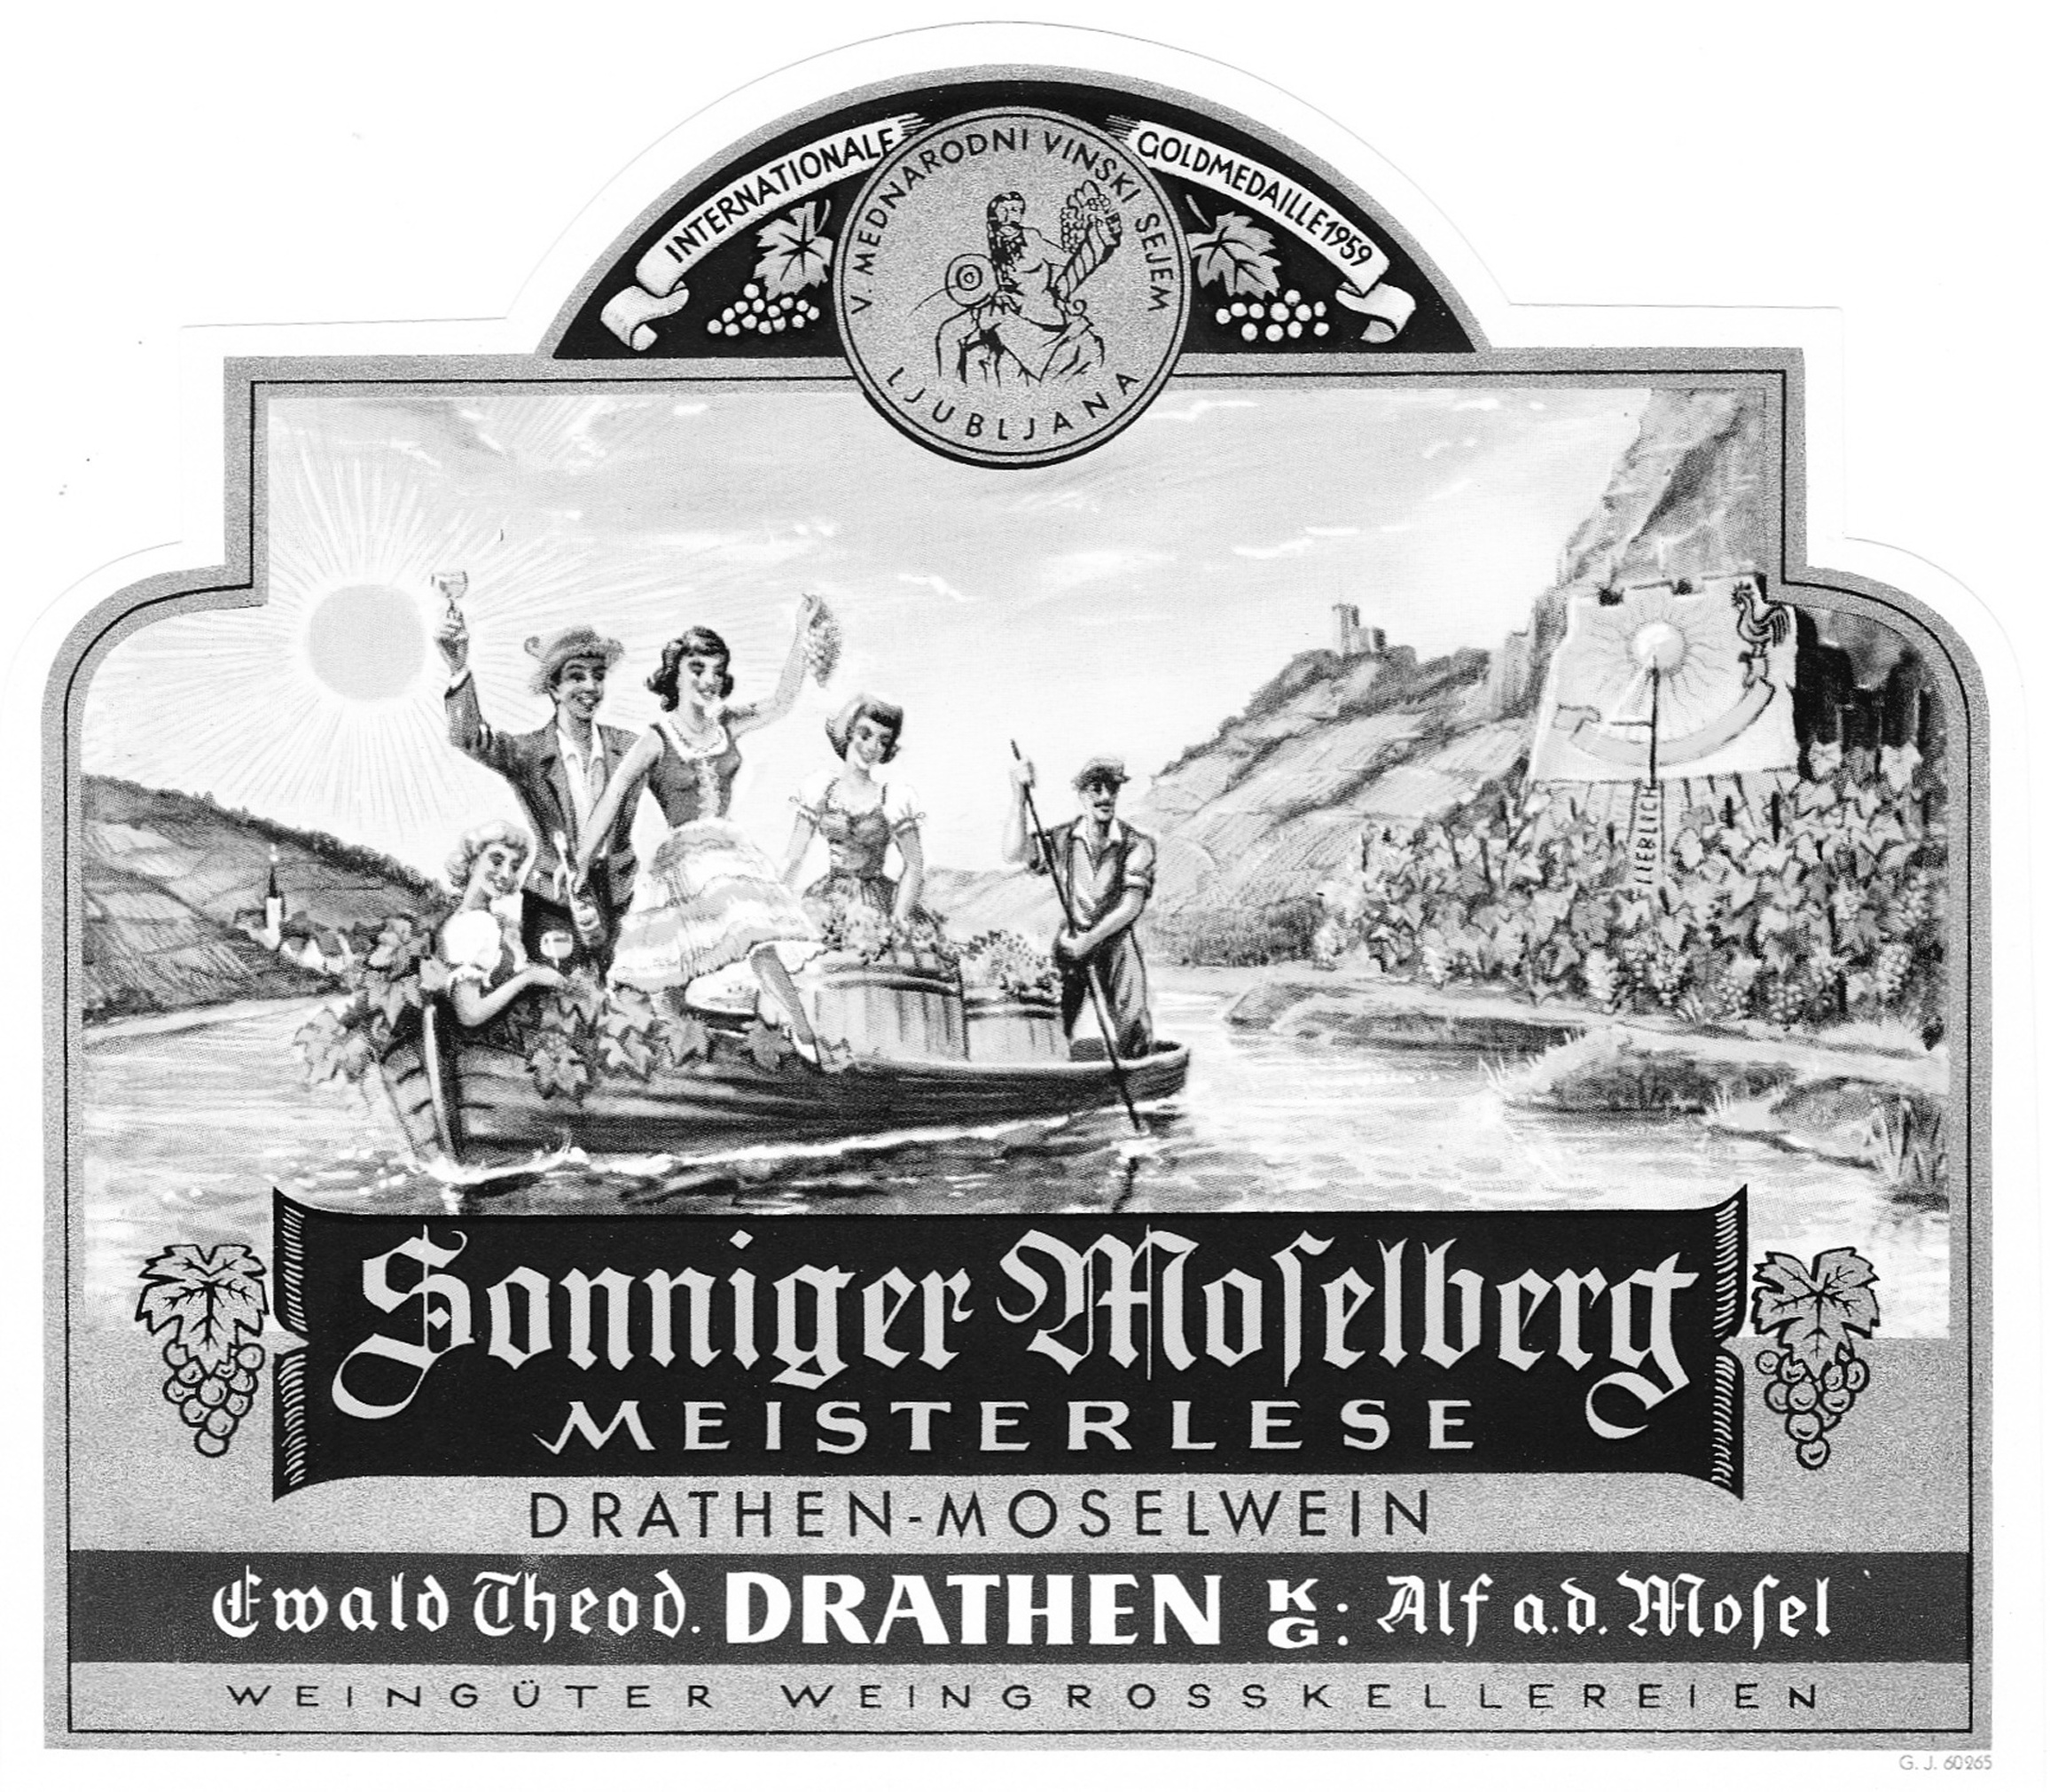 INTERNATIONALE
GOLDMEDAILLE 1959
V. MEDNARODNI VINSKI SEJEM
LJUBLJANA
LIEBLICH
Sonniger Moſelberg
MEISTERLESE
DRATHEN-MOSELWEIN
Ewald Theod. DRATHEN KG: Alf a.d. Moſel
WEINGÜTER WEINGROSSKELLEREIEN
G. J. 60265